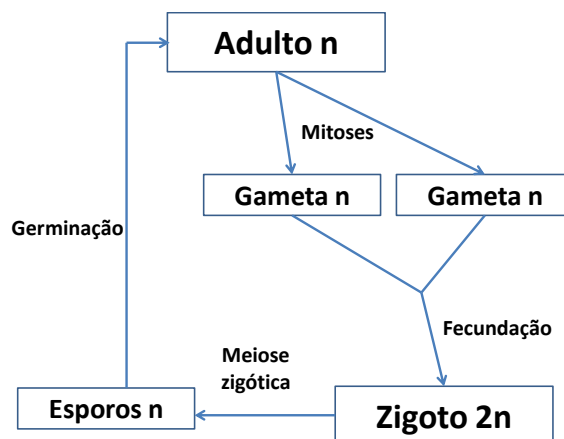 Adulto n
Mitoses
Gameta n
Gameta n
Germinação
Fecundação
Meiose
zigótica
Esporos n
Zigoto 2n